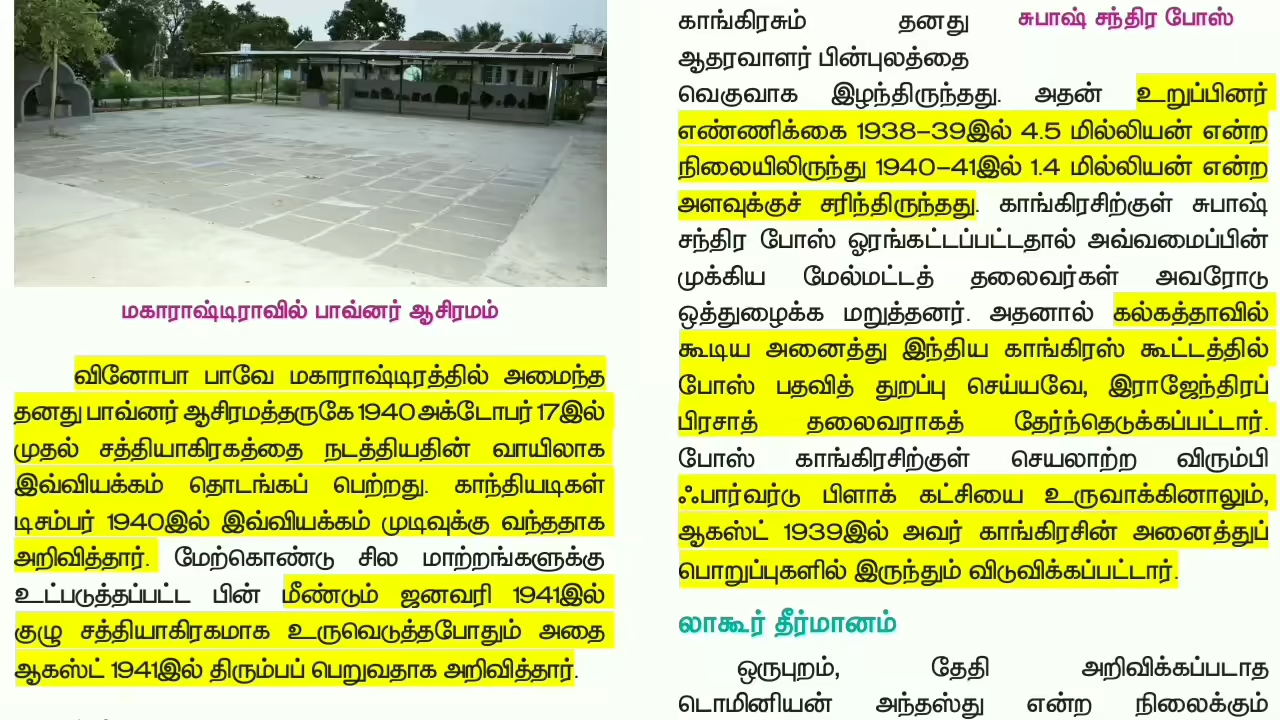 மகாராஷ்டிராவில் பாவ்னர் ஆசிரமம்
வினோபா பாவே மகாராஷ்டிரத்தில் அமைந்த
தனது பாவ்னர் ஆசிரமத்தருகே 1940 அக்டோபர் 17இல்
முதல் சத்தியாகிரகத்தை நடத்தியதின் வாயிலாக
இவ்வியக்கம் தொடங்கப் பெற்றது. காந்தியடிகள்
டிசம்பர் 1940இல் இவ்வியக்கம் முடிவுக்கு வந்ததாக
அறிவித்தார். மேற்கொண்டு சில மாற்றங்களுக்கு
உட்படுத்தப்பட்ட பின் மீண்டும் ஜனவரி 1941இல்
குழு சத்தியாகிரகமாக உருவெடுத்தபோதும் அதை
ஆகஸ்ட் 1941இல் திரும்பப் பெறுவதாக அறிவித்தார்.
சுபாஷ் சந்திர போஸ்
காங்கிரசும் தனது
ஆதரவாளர் பின்புலத்தை
வெகுவாக இழந்திருந்தது. அதன் உறுப்பினர்
எண்ணிக்கை 1938–39இல் 4.5 மில்லியன் என்ற
நிலையிலிருந்து 1940–41இல் 1.4 மில்லியன் என்ற
அளவுக்குச் சரிந்திருந்தது. காங்கிரசிற்குள் சுபாஷ்
சந்திர போஸ் ஓரங்கட்டப்பட்டதால் அவ்வமைப்பின்
முக்கிய மேல்மட்டத் தலைவர்கள் அவரோடு
ஒத்துழைக்க மறுத்தனர். அதனால் கல்கத்தாவில்
கூடிய அனைத்து இந்திய காங்கிரஸ் கூட்டத்தில்
போஸ் பதவித் துறப்பு செய்யவே, இராஜேந்திரப்
பிரசாத் தலைவராகத் தேர்ந்தெடுக்கப்பட்டார்.
போஸ் காங்கிரசிற்குள் செயலாற்ற விரும்பி
ஃபார்வர்டு பிளாக் கட்சியை உருவாக்கினாலும்,
ஆகஸ்ட் 1939இல் அவர் காங்கிரசின் அனைத்துப்
பொறுப்புகளில் இருந்தும் விடுவிக்கப்பட்டார்.
லாகூர் தீர்மானம்
ஒருபுறம், தேதி அறிவிக்கப்படாத
டொமினியன் அந்தஸ்து என்ற நிலைக்கும்